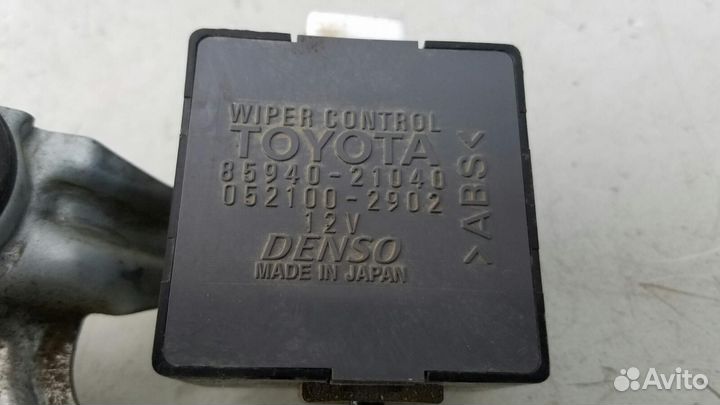 WIPER CONTROL
TOYOTA
85940-21040
052100-2902
12V
DENSO
MADE IN JAPAN
>ABS<
Avito